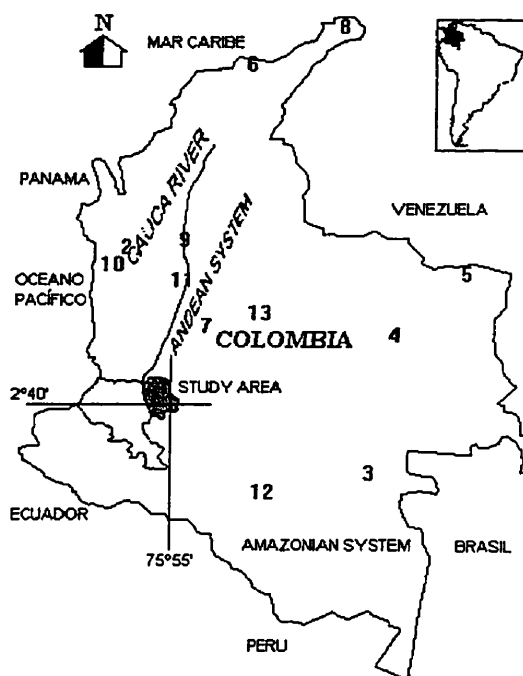 N
MAR CARIBE
8
6
PANAMA
CAUCA RIVER
VENEZUELA
2
9
10
OCEANO
PACÍFICO
11
ANDEAN SYSTEM
5
13
7
COLOMBIA
4
2°40'
STUDY AREA
3
12
ECUADOR
75°55'
AMAZONIAN SYSTEM
BRASIL
PERU